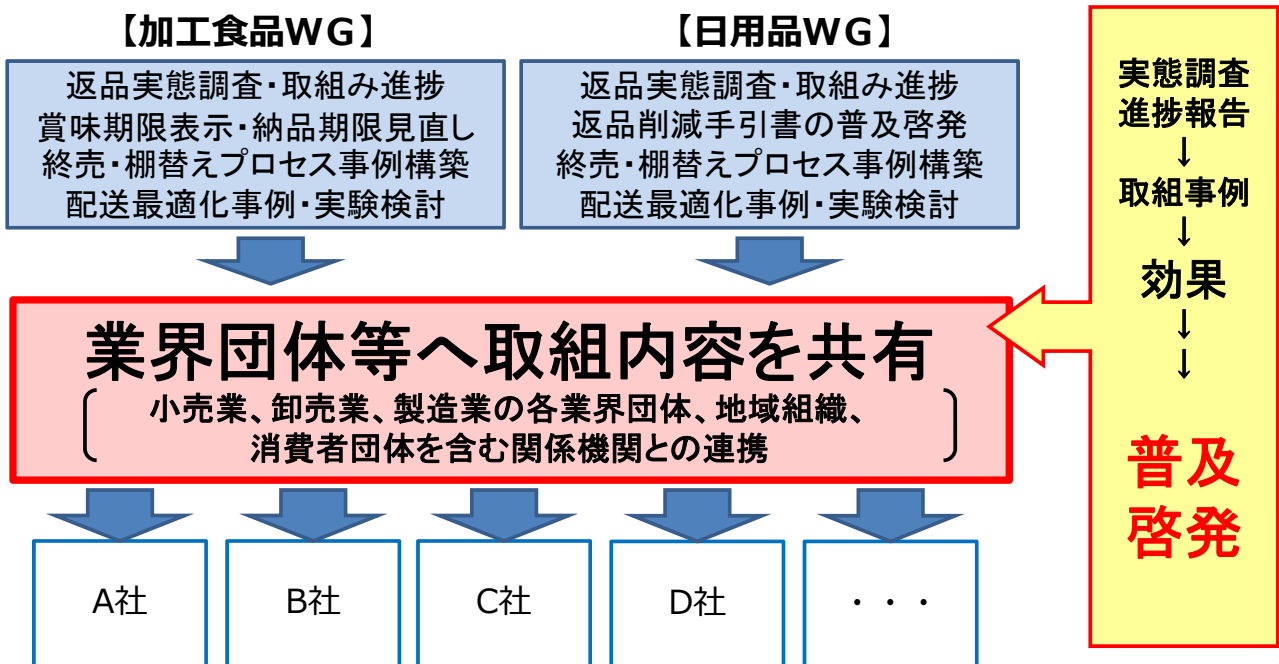 【加工食品WG】
返品実態調査・取組み進捗
賞味期限表示・納品期限見直し
終売・棚替えプロセス事例構築
配送最適化事例・実験検討
【日用品WG】
返品実態調査・取組み進捗
返品削減手引書の普及啓発
終売・棚替えプロセス事例構築
配送最適化事例・実験検討
業界団体等へ取組内容を共有
小売業、卸売業、製造業の各業界団体、地域組織、
消費者団体を含む関係機関との連携
A社
B社
C社
D社
・・・
実態調査
進捗報告
↓
取組事例
↓
効果
↓
↓
普及
啓発